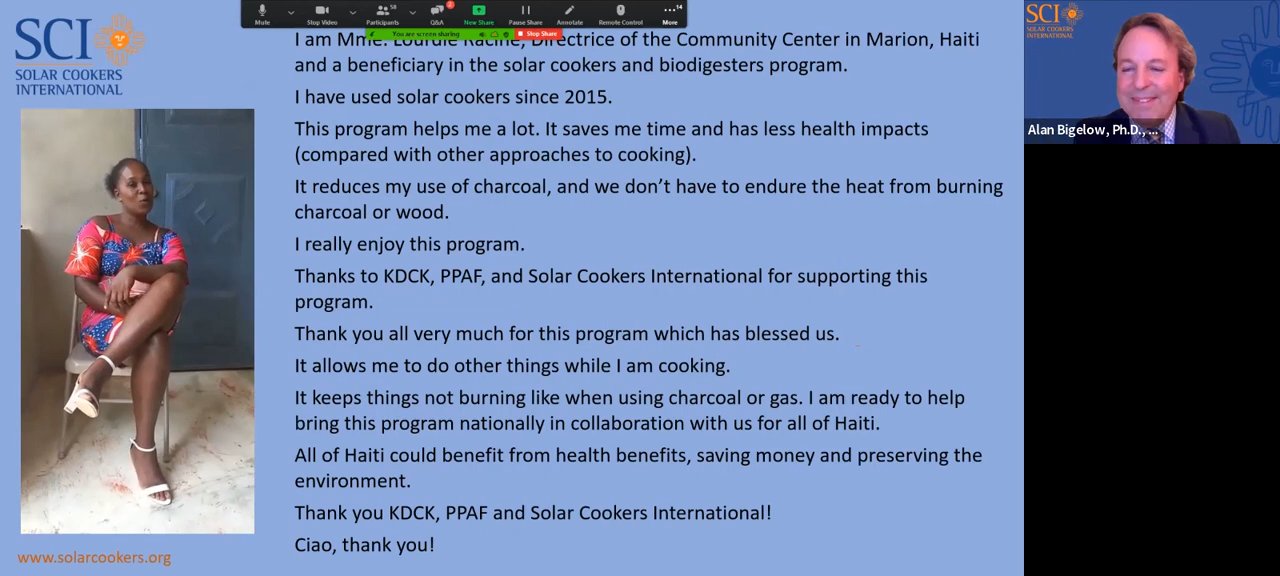 SCI
SOLAR COOKERS
INTERNATIONAL
Mute
Stop Video
58
Participants
2
Q&A
New Share
Pause Share
Annotate
Remote Control
14
More
You are screen sharing
Stop Share
I am Mme. Lourdie Racine, Directrice of the Community Center in Marion, Haiti
and a beneficiary in the solar cookers and biodigesters program.
I have used solar cookers since 2015.
This program helps me a lot. It saves me time and has less health impacts
(compared with other approaches to cooking).
It reduces my use of charcoal, and we don't have to endure the heat from burning
charcoal or wood.
I really enjoy this program.
Thanks to KDCK, PPAF, and Solar Cookers International for supporting this
program.
Thank you all very much for this program which has blessed us.
It allows me to do other things while I am cooking.
It keeps things not burning like when using charcoal or gas. I am ready to help
bring this program nationally in collaboration with us for all of Haiti.
All of Haiti could benefit from health benefits, saving money and preserving the
environment.
Thank you KDCK, PPAF and Solar Cookers International!
Ciao, thank you!
www.solarcookers.org
SCI
SOLAR COOKERS
INTERNATIONAL
Alan Bigelow, Ph.D., ...